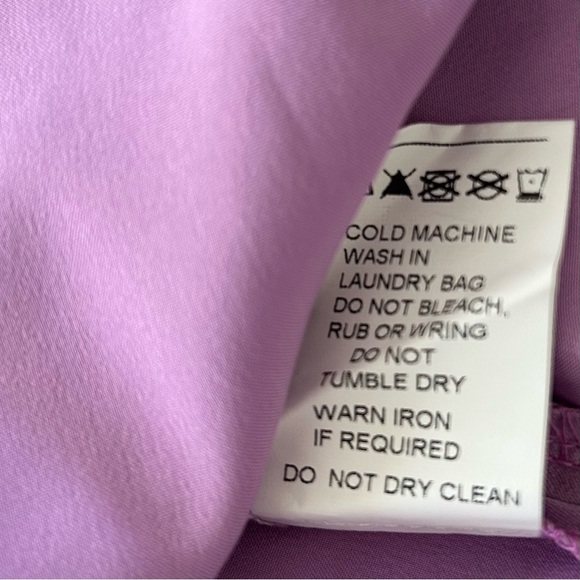 COLD MACHINE
WASH IN
LAUNDRY BAG
DO NOT BLEACH,
RUB OR WRING
DO NOT
TUMBLE DRY
WARN IRON
IF REQUIRED
DO NOT DRY CLEAN